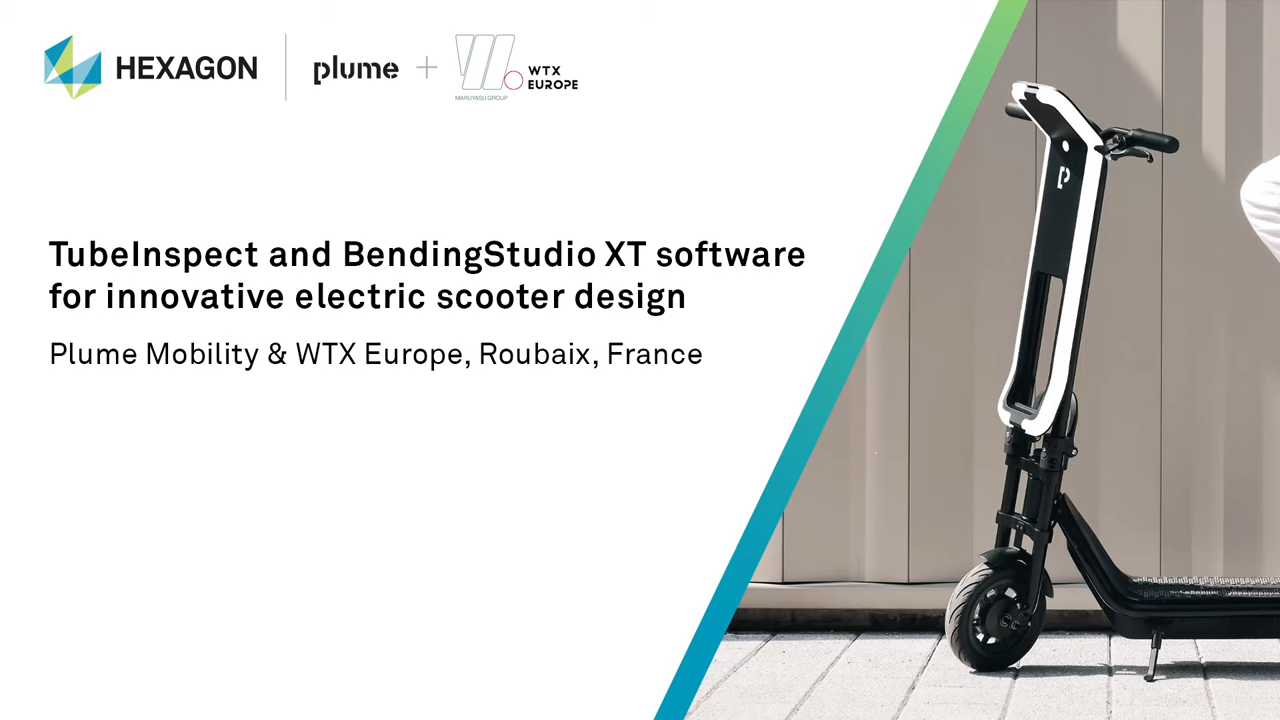 HEXAGON
plume
+
WTX
EUROPE
MARUYASU GROUP
TubeInspect and BendingStudio XT software
for innovative electric scooter design
Plume Mobility & WTX Europe, Roubaix, France
p